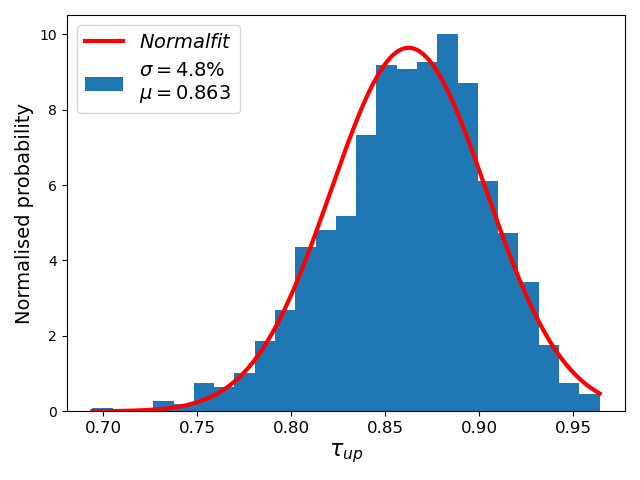 Normalfit
σ = 4.8%
μ = 0.863
Normalised probability
10
8
6
4
2
0
0.70 0.75 0.80 0.85 0.90 0.95
τup